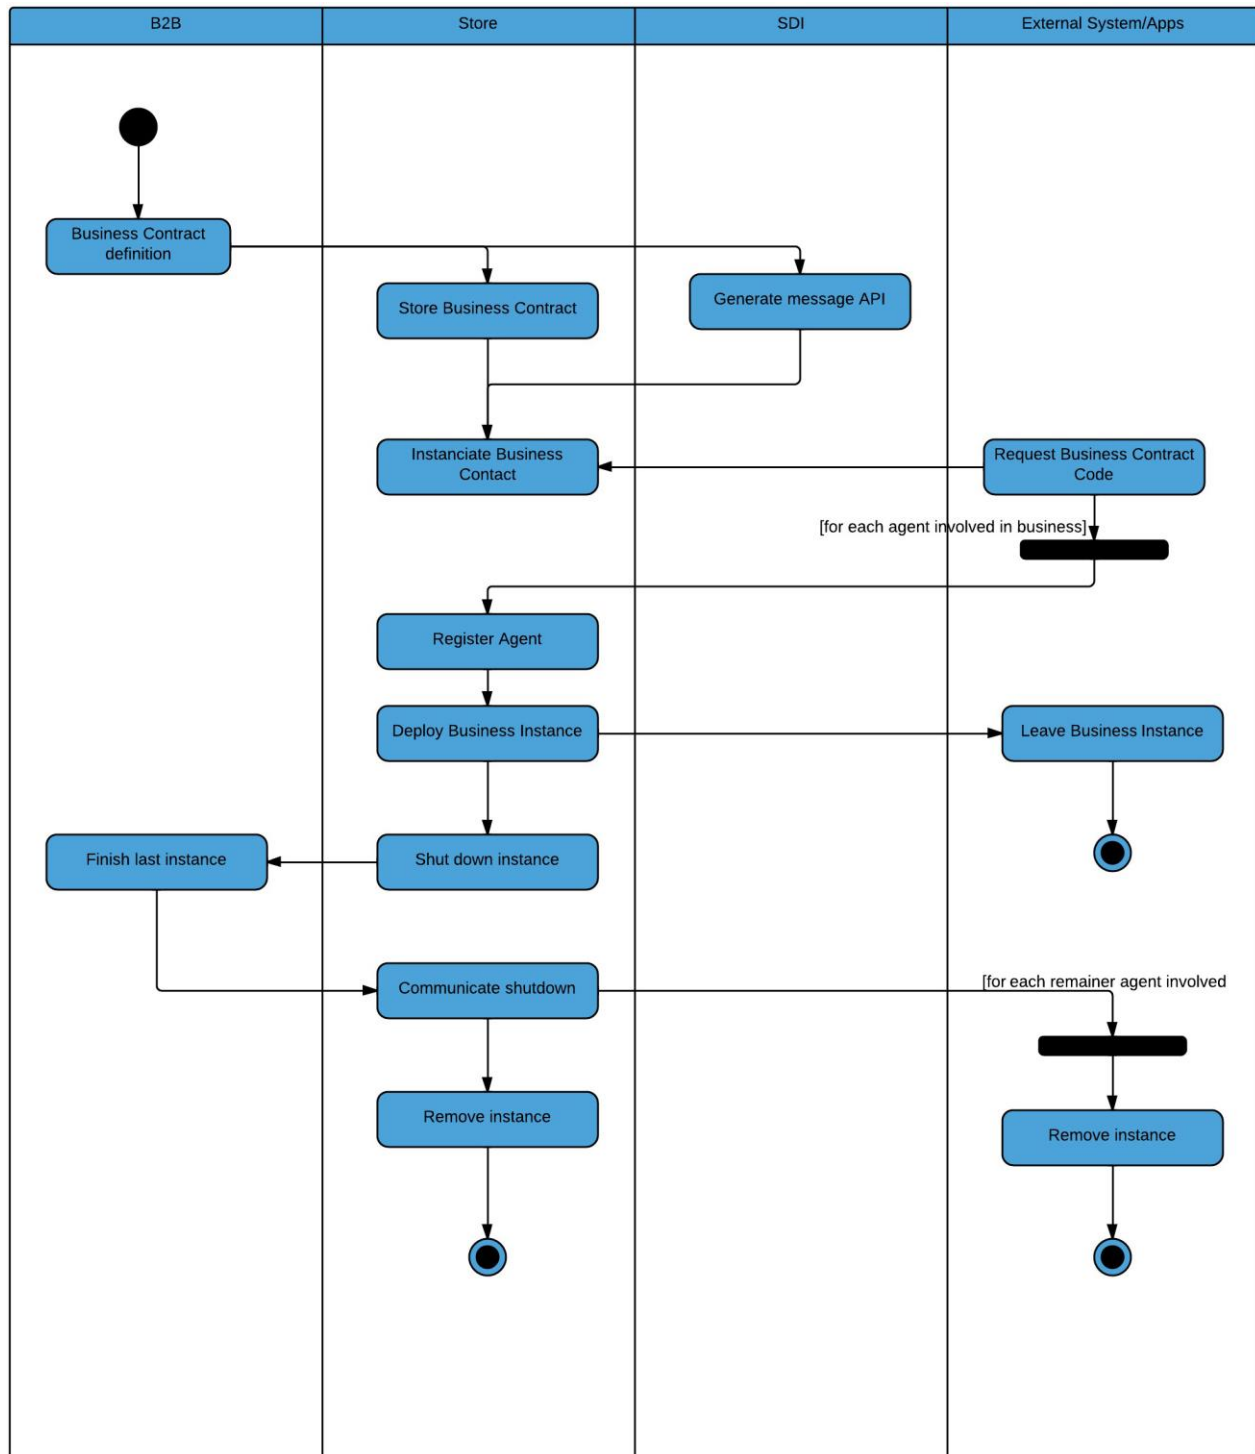 B2B
Store
SDI
External System/Apps
Business Contract
definition
Store Business Contract
Generate message API
Instanciate Business
Contact
Request Business Contract
Code
[for each agent involved in business]
Register Agent
Deploy Business Instance
Leave Business Instance
Finish last instance
Shut down instance
Communicate shutdown
[for each remainer agent involved
Remove instance
Remove instance